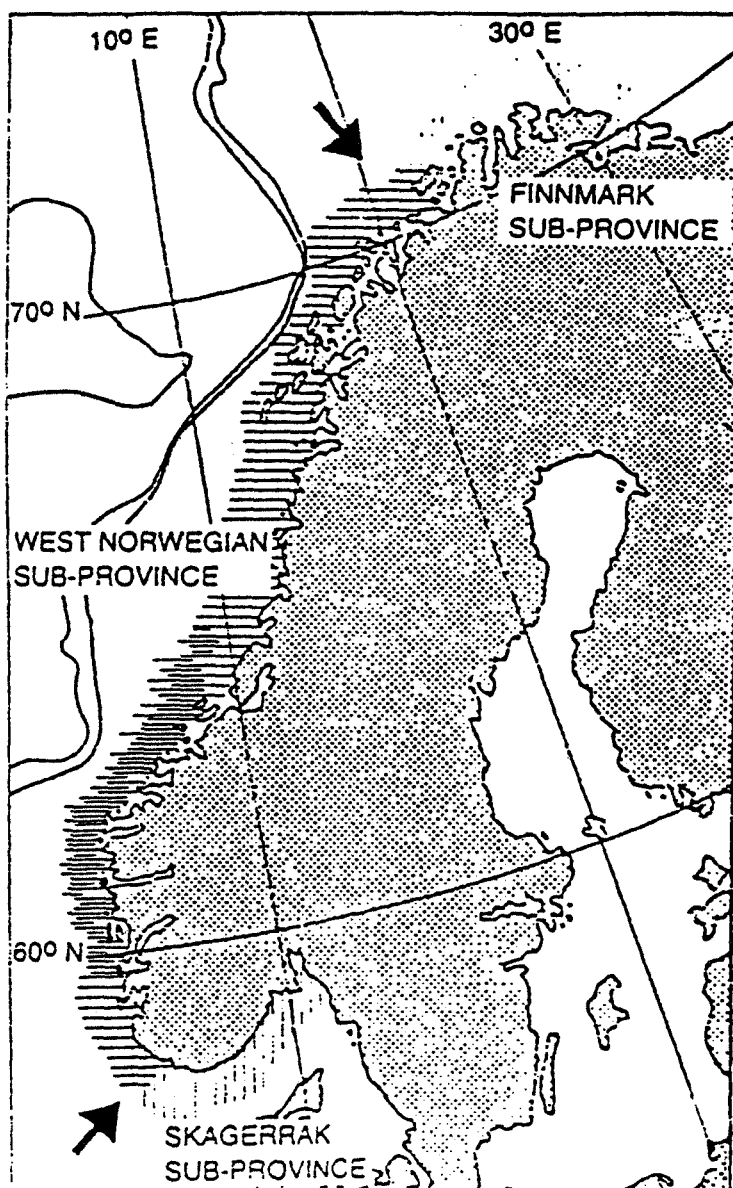 10º E
30º E
FINNMARK
SUB-PROVINCE
70º N
WEST NORWEGIAN
SUB-PROVINCE
60º N
SKAGERRAK
SUB-PROVINCE